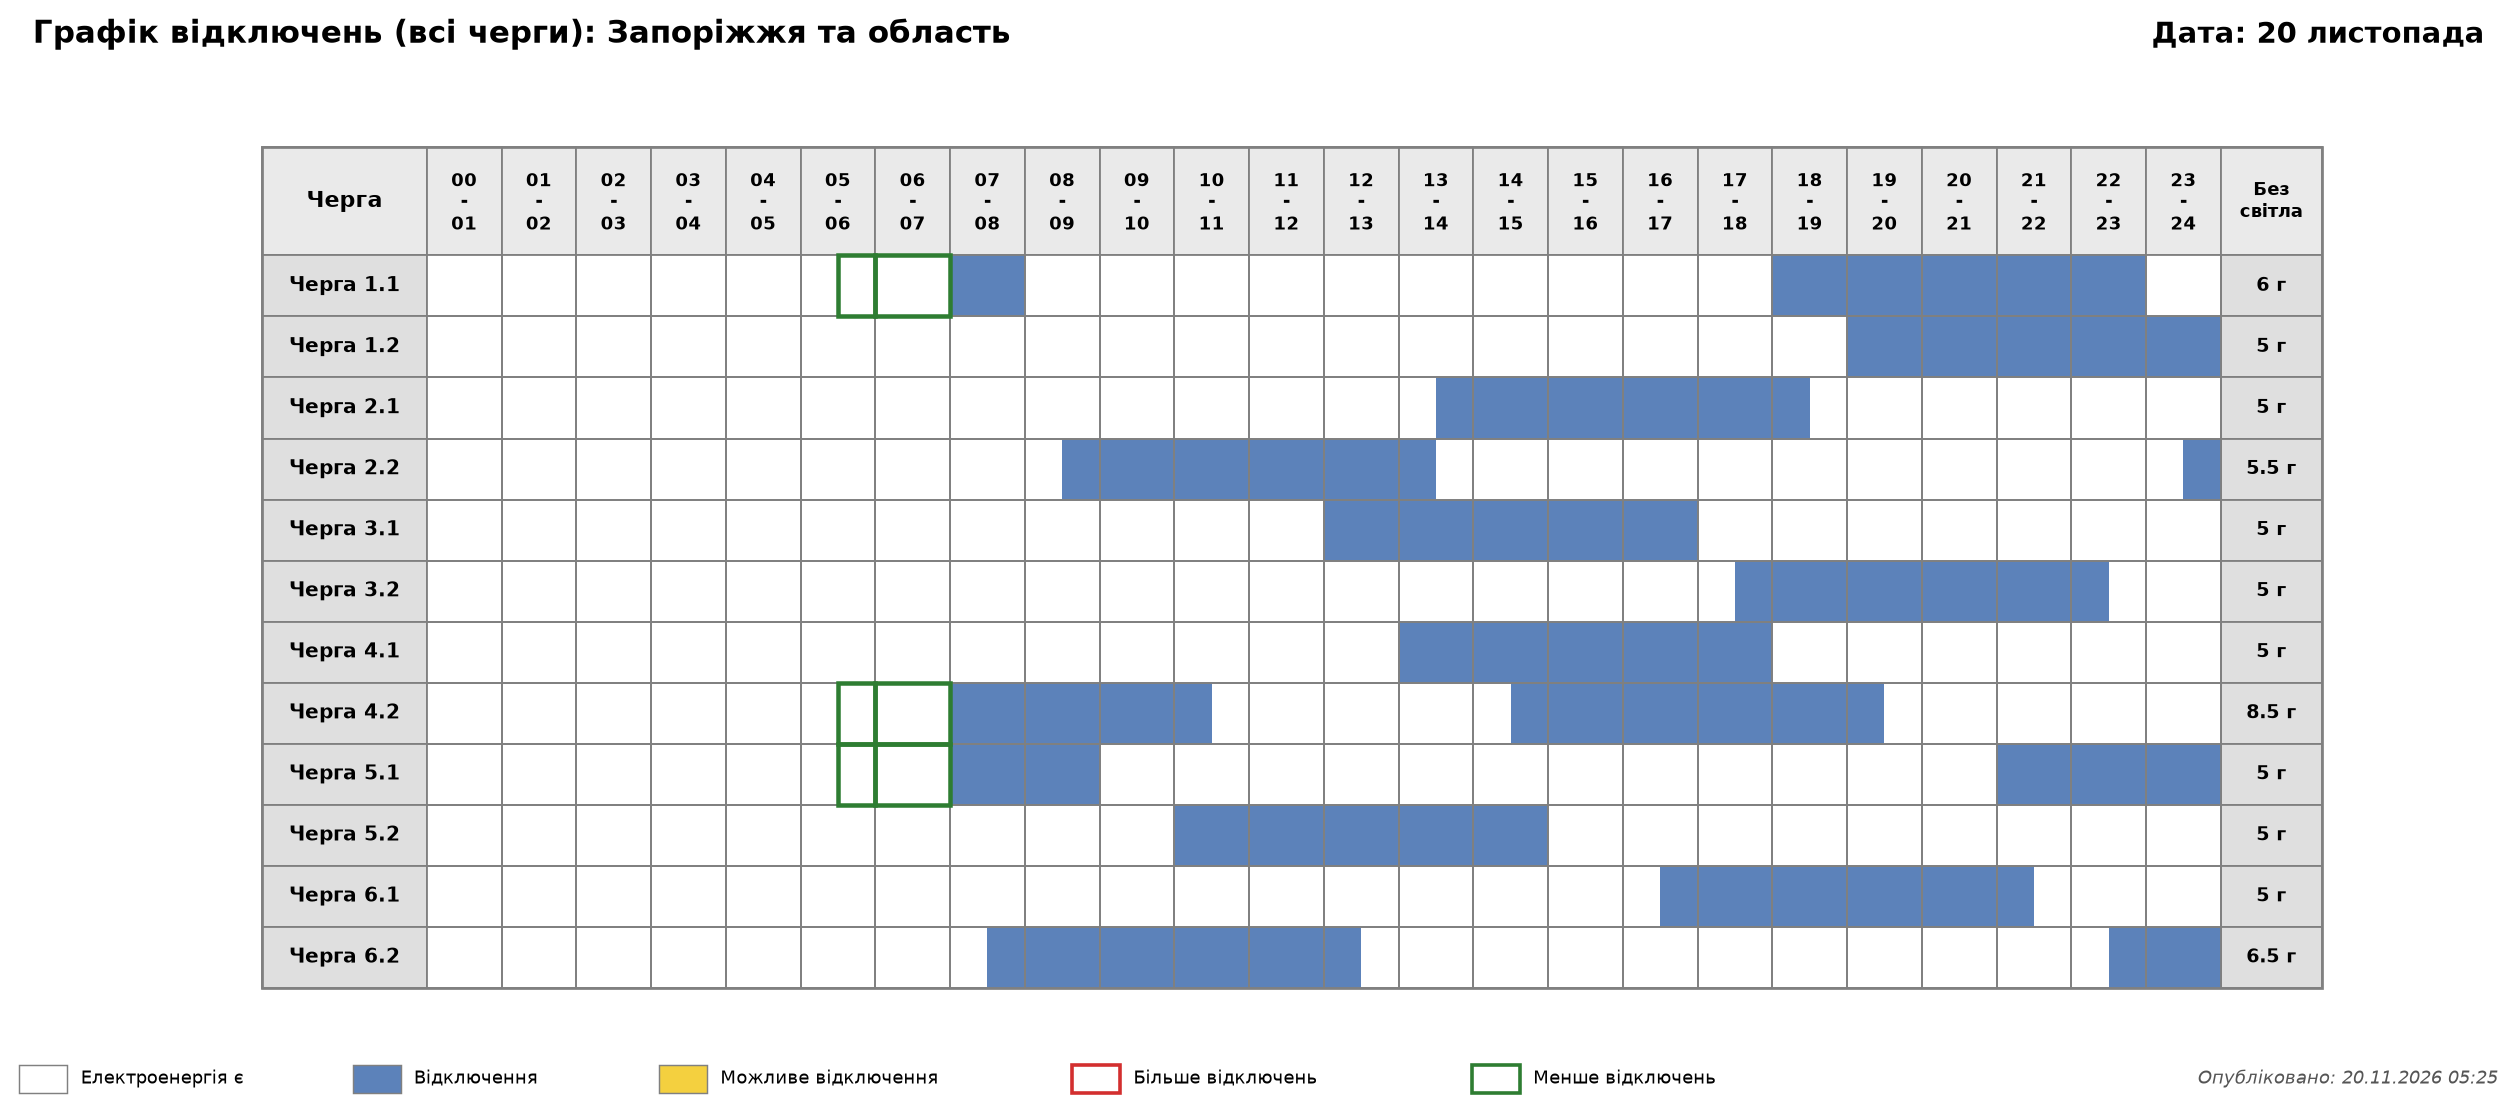 Графік відключень (всі черги): Запоріжжя та область
Дата: 20 листопада
Черга 00 - 01 01 - 02 02 - 03 03 - 04 04 - 05 05 - 06 06 - 07 07 - 08 08 - 09 09 - 10 10 - 11 11 - 12 12 - 13 13 - 14 14 - 15 15 - 16 16 - 17 17 - 18 18 - 19 19 - 20 20 - 21 21 - 22 22 - 23 23 - 24 Без світла
Черга 1.1 6 г
Черга 1.2 5 г
Черга 2.1 5 г
Черга 2.2 5.5 г
Черга 3.1 5 г
Черга 3.2 5 г
Черга 4.1 5 г
Черга 4.2 8.5 г
Черга 5.1 5 г
Черга 5.2 5 г
Черга 6.1 5 г
Черга 6.2 6.5 г
Електроенергія є
Відключення
Можливе відключення
Більше відключень
Менше відключень
Опубліковано: 20.11.2026 05:25